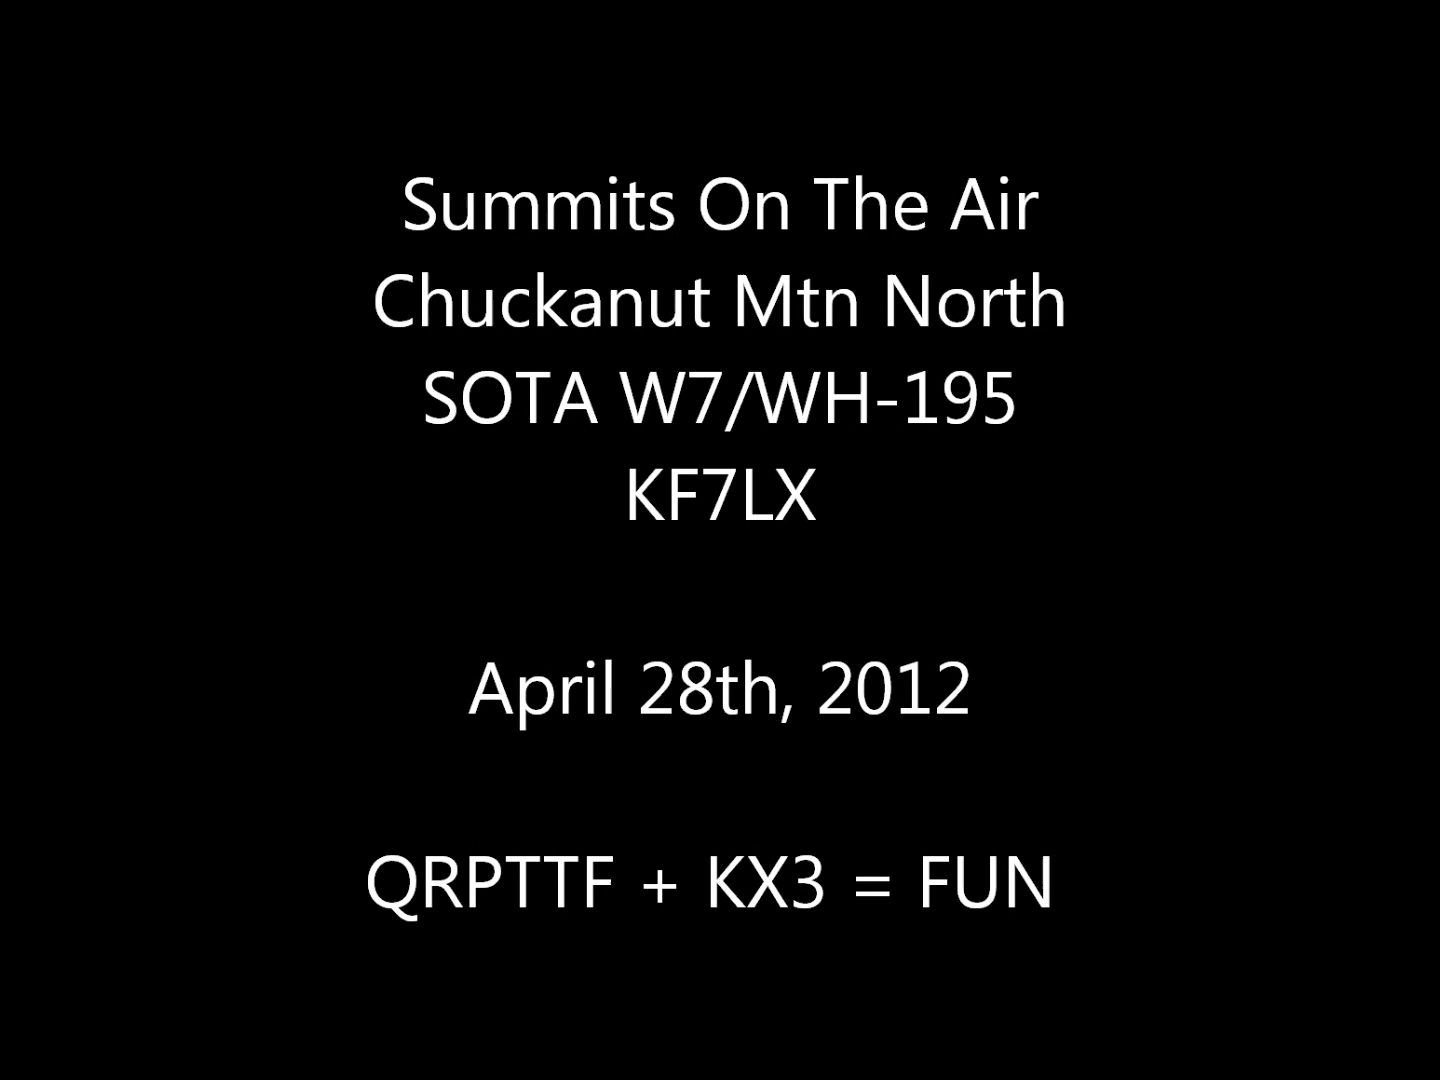 Summits On The Air
Chuckanut Mtn North
SOTA W7/WH-195
KF7LX
April 28th, 2012
QRPTTF + KX3 = FUN